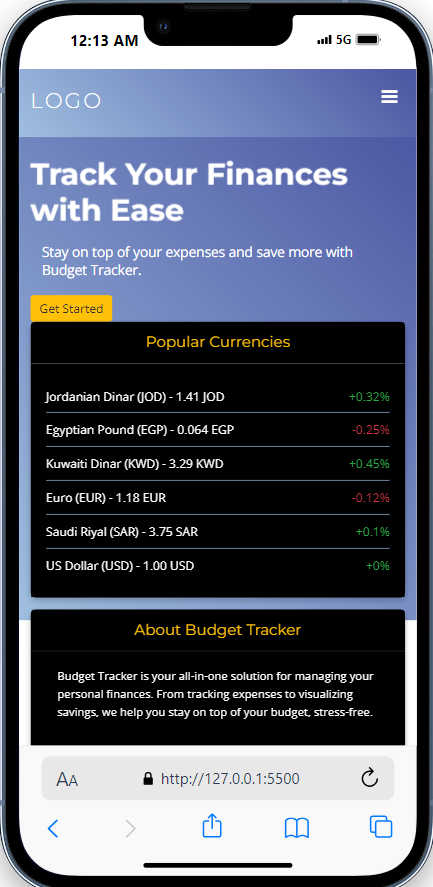 12:13 AM
5G
LOGO
Track Your Finances
with Ease
Stay on top of your expenses and save more with
Budget Tracker.
Get Started
Popular Currencies
Jordanian Dinar (JOD) - 1.41 JOD +0.32%
Egyptian Pound (EGP) - 0.064 EGP -0.25%
Kuwaiti Dinar (KWD) - 3.29 KWD +0.45%
Euro (EUR) - 1.18 EUR -0.12%
Saudi Riyal (SAR) - 3.75 SAR +0.1%
US Dollar (USD) - 1.00 USD +0%
About Budget Tracker
Budget Tracker is your all-in-one solution for managing your
personal finances. From tracking expenses to visualizing
savings, we help you stay on top of your budget, stress-free.
AA http://127.0.0.1:5500